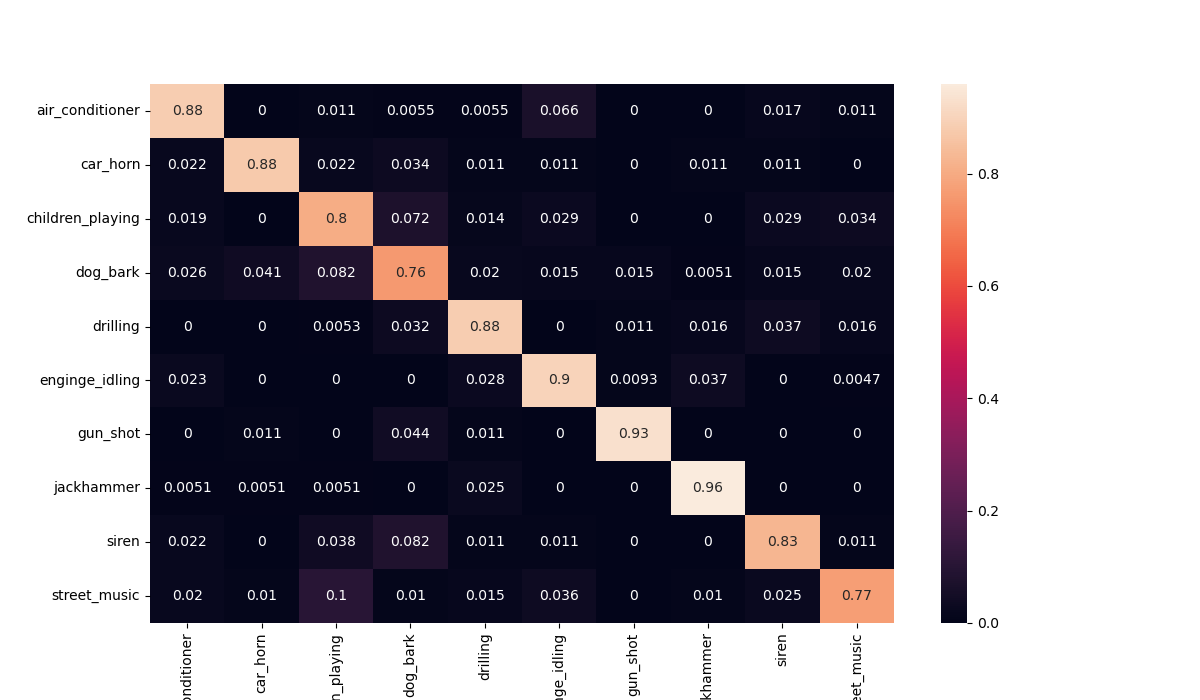 air_conditioner 0.88 0 0.011 0.0055 0.0055 0.066 0 0 0.017 0.011
car_horn 0.022 0.88 0.022 0.034 0.011 0.011 0 0.011 0.011 0
children_playing 0.019 0 0.8 0.072 0.014 0.029 0 0 0.029 0.034
dog_bark 0.026 0.041 0.082 0.76 0.02 0.015 0.015 0.0051 0.015 0.02
drilling 0 0 0.0053 0.032 0.88 0 0.011 0.016 0.037 0.016
enginge_idling 0.023 0 0 0 0.028 0.9 0.0093 0.037 0 0.0047
gun_shot 0 0.011 0 0.044 0.011 0 0.93 0 0 0
jackhammer 0.0051 0.0051 0.0051 0 0.025 0 0 0.96 0 0
siren 0.022 0 0.038 0.082 0.011 0.011 0 0 0.83 0.011
street_music 0.02 0.01 0.1 0.01 0.015 0.036 0 0.01 0.025 0.77
onditioner
car_horn
n_playing
dog_bark
drilling
ge_idling
gun_shot
khammer
siren
eet_music
0.8
0.6
0.4
0.2
0.0